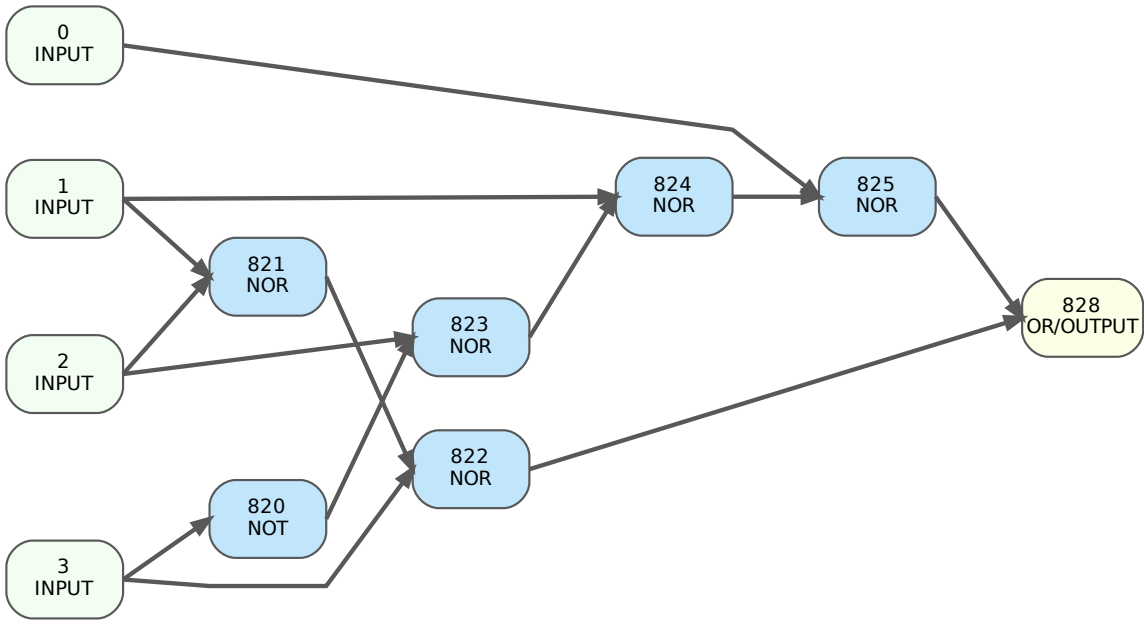 0
INPUT
1
INPUT
824
NOR
825
NOR
821
NOR
823
NOR
828
OR/OUTPUT
2
INPUT
822
NOR
820
NOT
3
INPUT